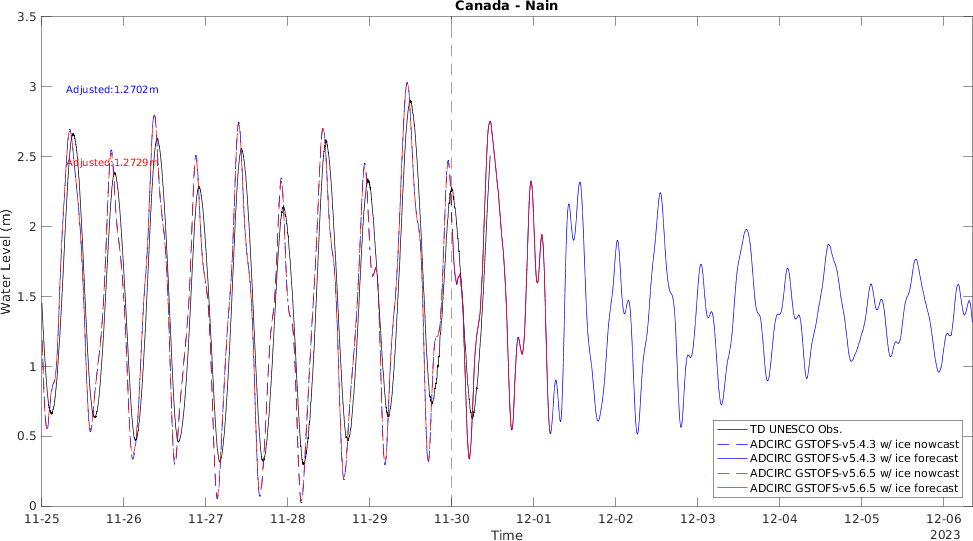 Canada - Nain
3.5
3
2.5
2
1.5
1
0.5
0
Water Level (m)
Adjusted:1.2702m
Adjusted:1.2729m
TD UNESCO Obs.
ADCIRC GSTOFS-v5.4.3 w/ ice nowcast
ADCIRC GSTOFS-v5.4.3 w/ ice forecast
ADCIRC GSTOFS-v5.6.5 w/ ice nowcast
ADCIRC GSTOFS-v5.6.5 w/ ice forecast
11-25 11-26 11-27 11-28 11-29 11-30 12-01 12-02 12-03 12-04 12-05 12-06
Time
2023